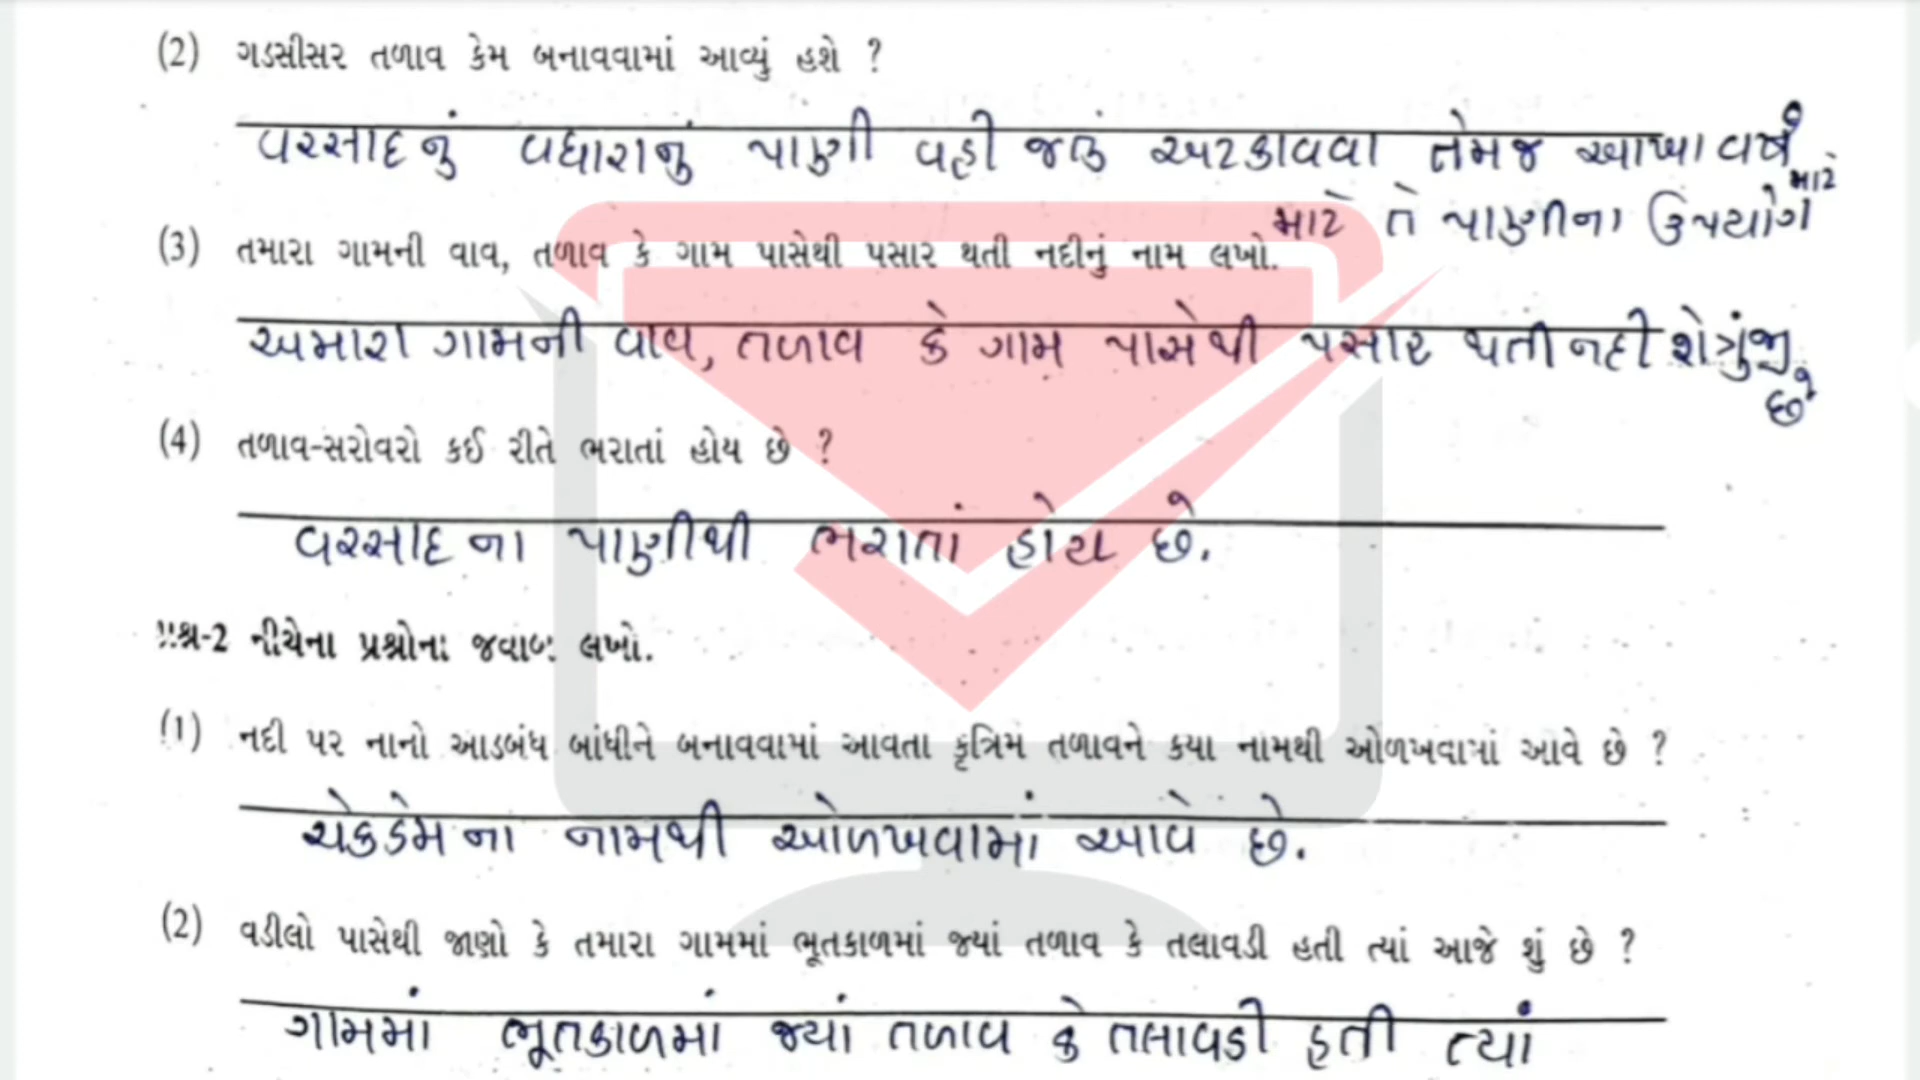 (2) ગડસીસર તળાવ કેમ બનાવવામાં આવ્યું હશે ?
વરસાદનું વધારાનું પાણી વહી જતું અટકાવવા તેમજ આખા વર્ષ માટે
માટે તે પાણીના ઉપયોગ
(3) તમારા ગામની વાવ, તળાવ કે ગામ પાસેથી પસાર થતી નદીનું નામ લખો.
અમારા ગામની વાવ, તળાવ કે ગામ પાસેથી પસાર થતી નદી શેત્રુંજી
છે
(4) તળાવ-સરોવરો કઈ રીતે ભરાતાં હોય છે ?
વરસાદના પાણીથી ભરાતાં હોય છે.
પ્રશ્ન-2 નીચેના પ્રશ્નોના જવાબ લખો.
(1) નદી પર નાનો આડબંધ બાંધીને બનાવવામાં આવતા કૃત્રિમ તળાવને કયા નામથી ઓળખવામાં આવે છે ?
ચેકડેમના નામથી ઓળખવામાં આવે છે.
(2) વડીલો પાસેથી જાણો કે તમારા ગામમાં ભૂતકાળમાં જ્યાં તળાવ કે તલાવડી હતી ત્યાં આજે શું છે ?
ગામમાં ભૂતકાળમાં જ્યાં તળાવ કે તલાવડી હતી ત્યાં